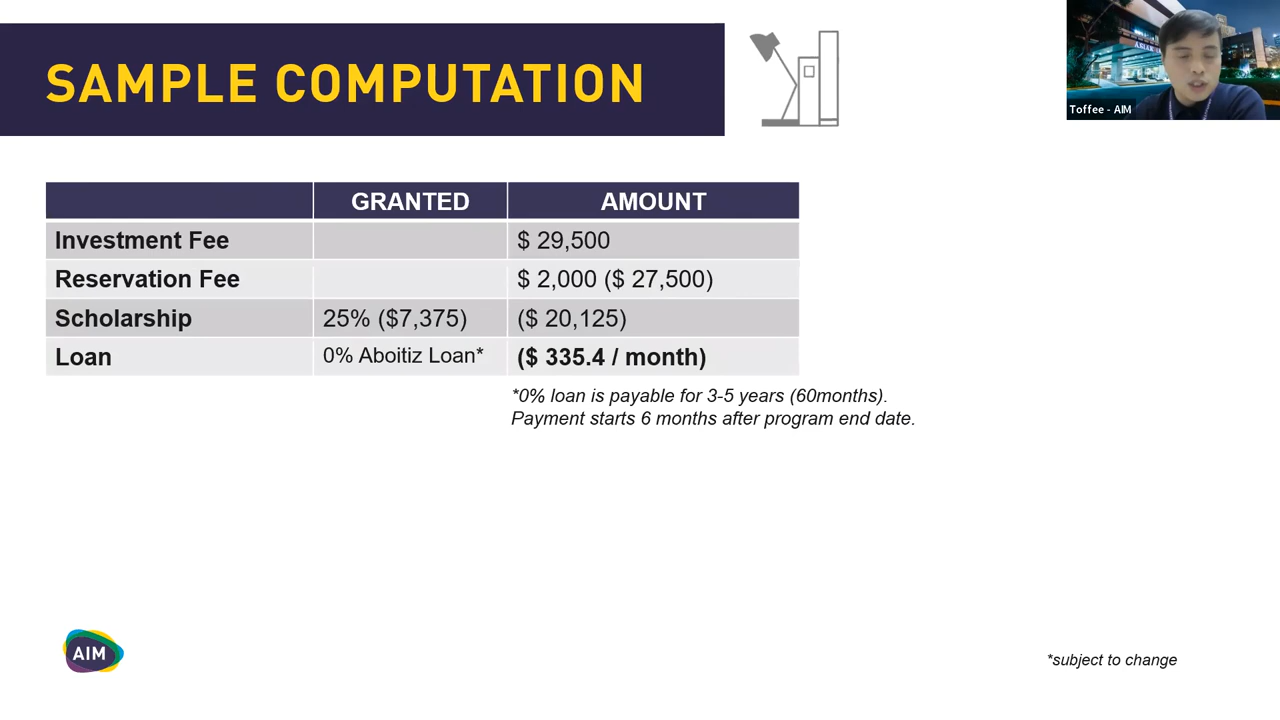 SAMPLE COMPUTATION
Toffee - AIM
GRANTED AMOUNT
Investment Fee $ 29,500
Reservation Fee $ 2,000 ($ 27,500)
Scholarship 25% ($7,375) ($ 20,125)
Loan 0% Aboitiz Loan* ($ 335.4 / month)
*0% loan is payable for 3-5 years (60months).
Payment starts 6 months after program end date.
AIM
*subject to change